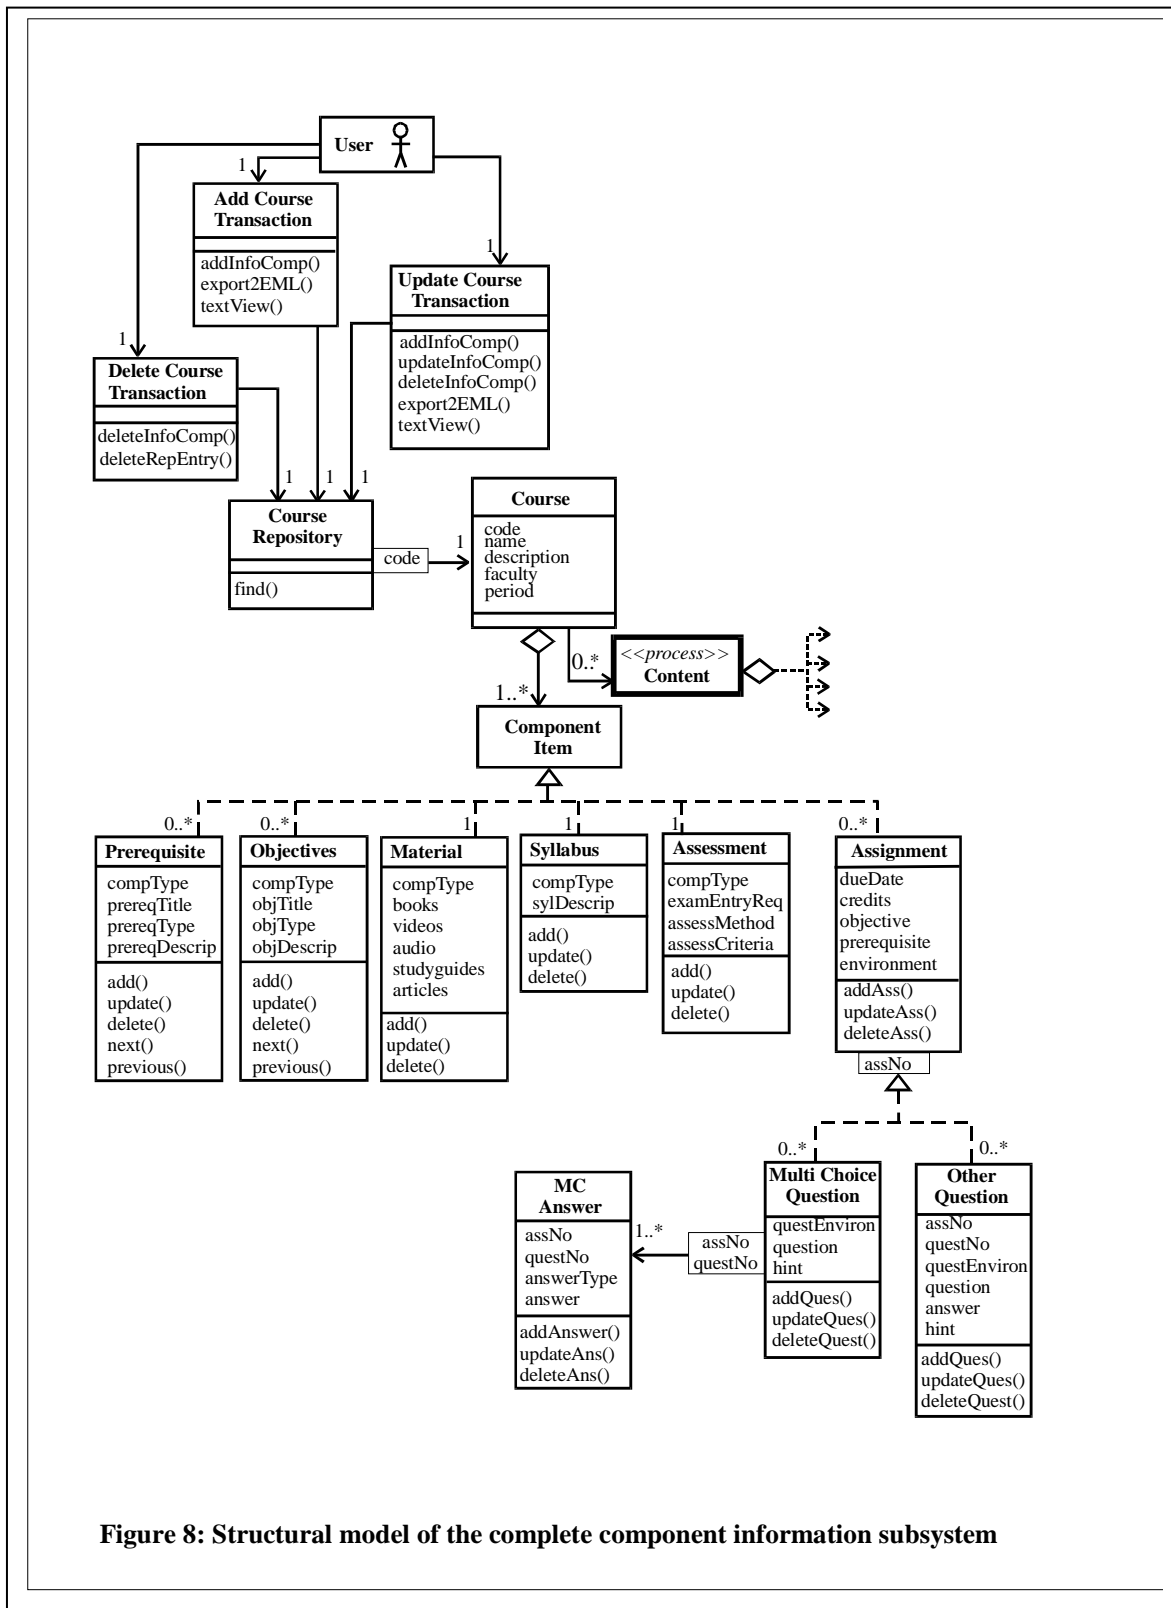 User
1
Add Course
Transaction
addInfoComp()
export2EML()
textView()
1
Update Course
Transaction
addInfoComp()
updateInfoComp()
deleteInfoComp()
export2EML()
textView()
1
Delete Course
Transaction
deleteInfoComp()
deleteRepEntry()
1
1
1
Course
Repository
find()
code
1
Course
code
name
description
faculty
period
0..*
<<process>>
Content
1..*
Component
Item
0..*
Prerequisite
compType
prereqTitle
prereqType
prereqDescrip
add()
update()
delete()
next()
previous()
0..*
Objectives
compType
objTitle
objType
objDescrip
add()
update()
delete()
next()
previous()
1
Material
compType
books
videos
audio
studyguides
articles
add()
update()
delete()
1
Syllabus
compType
sylDescrip
add()
update()
delete()
1
Assessment
compType
examEntryReq
assessMethod
assessCriteria
add()
update()
delete()
0..*
Assignment
dueDate
credits
objective
prerequisite
environment
addAss()
updateAss()
deleteAss()
assNo
MC
Answer
assNo
questNo
answerType
answer
addAnswer()
updateAns()
deleteAns()
1..*
assNo
questNo
0..*
Multi Choice
Question
questEnviron
question
hint
addQues()
updateQues()
deleteQuest()
0..*
Other
Question
assNo
questNo
questEnviron
question
answer
hint
addQues()
updateQues()
deleteQuest()
Figure 8: Structural model of the complete component information subsystem